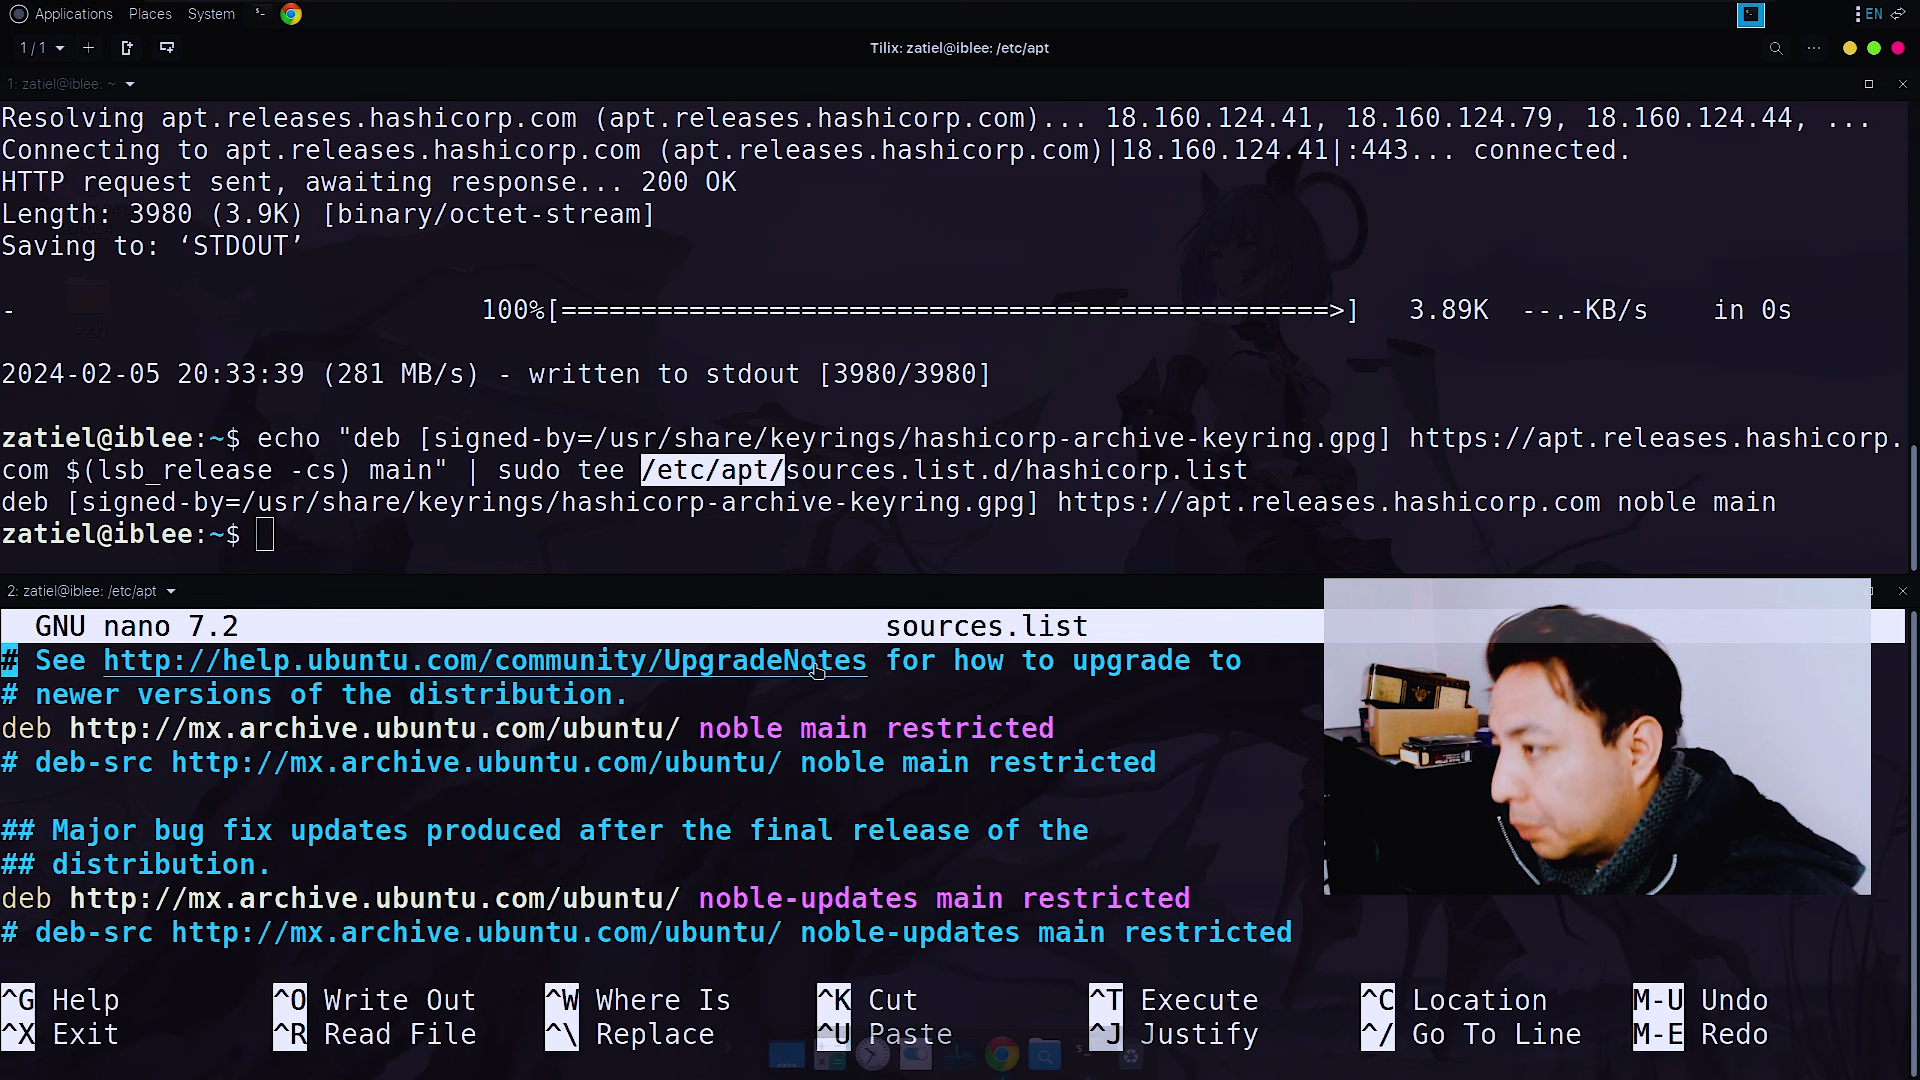 Applications Places System EN
1 / 1 Tilix: zatiel@iblee: /etc/apt
1: zatiel@iblee: ~
Resolving apt.releases.hashicorp.com (apt.releases.hashicorp.com)... 18.160.124.41, 18.160.124.79, 18.160.124.44, ...
Connecting to apt.releases.hashicorp.com (apt.releases.hashicorp.com)|18.160.124.41|:443... connected.
HTTP request sent, awaiting response... 200 OK
Length: 3980 (3.9K) [binary/octet-stream]
Saving to: ‘STDOUT’
- 100%[================================================>] 3.89K --.-KB/s in 0s
2024-02-05 20:33:39 (281 MB/s) - written to stdout [3980/3980]
zatiel@iblee:~$ echo "deb [signed-by=/usr/share/keyrings/hashicorp-archive-keyring.gpg] https://apt.releases.hashicorp.
com $(lsb_release -cs) main" | sudo tee /etc/apt/sources.list.d/hashicorp.list
deb [signed-by=/usr/share/keyrings/hashicorp-archive-keyring.gpg] https://apt.releases.hashicorp.com noble main
zatiel@iblee:~$
2: zatiel@iblee: /etc/apt
GNU nano 7.2 sources.list
# See http://help.ubuntu.com/community/UpgradeNotes for how to upgrade to
# newer versions of the distribution.
deb http://mx.archive.ubuntu.com/ubuntu/ noble main restricted
# deb-src http://mx.archive.ubuntu.com/ubuntu/ noble main restricted
## Major bug fix updates produced after the final release of the
## distribution.
deb http://mx.archive.ubuntu.com/ubuntu/ noble-updates main restricted
# deb-src http://mx.archive.ubuntu.com/ubuntu/ noble-updates main restricted
^G Help ^O Write Out ^W Where Is ^K Cut ^T Execute ^C Location M-U Undo
^X Exit ^R Read File ^\ Replace ^U Paste ^J Justify ^/ Go To Line M-E Redo